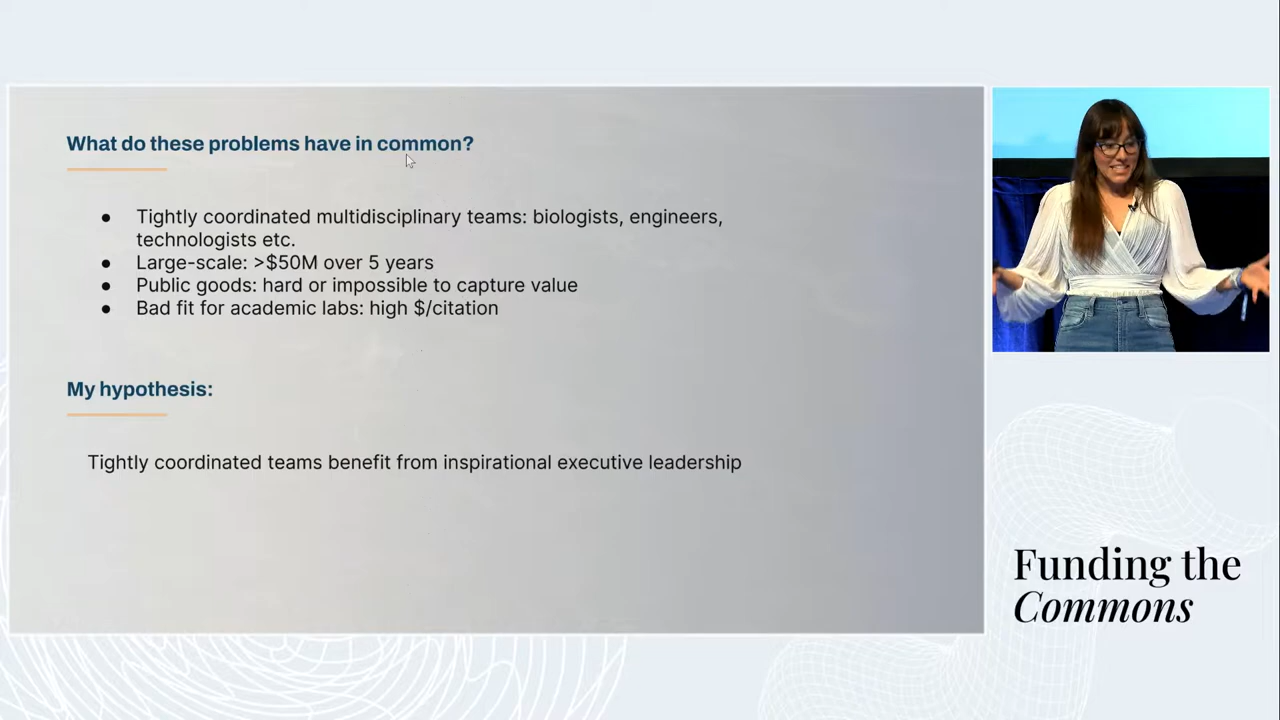 What do these problems have in common?
● Tightly coordinated multidisciplinary teams: biologists, engineers,
technologists etc.
● Large-scale: >$50M over 5 years
● Public goods: hard or impossible to capture value
● Bad fit for academic labs: high $/citation
My hypothesis:
Tightly coordinated teams benefit from inspirational executive leadership
Funding the
Commons